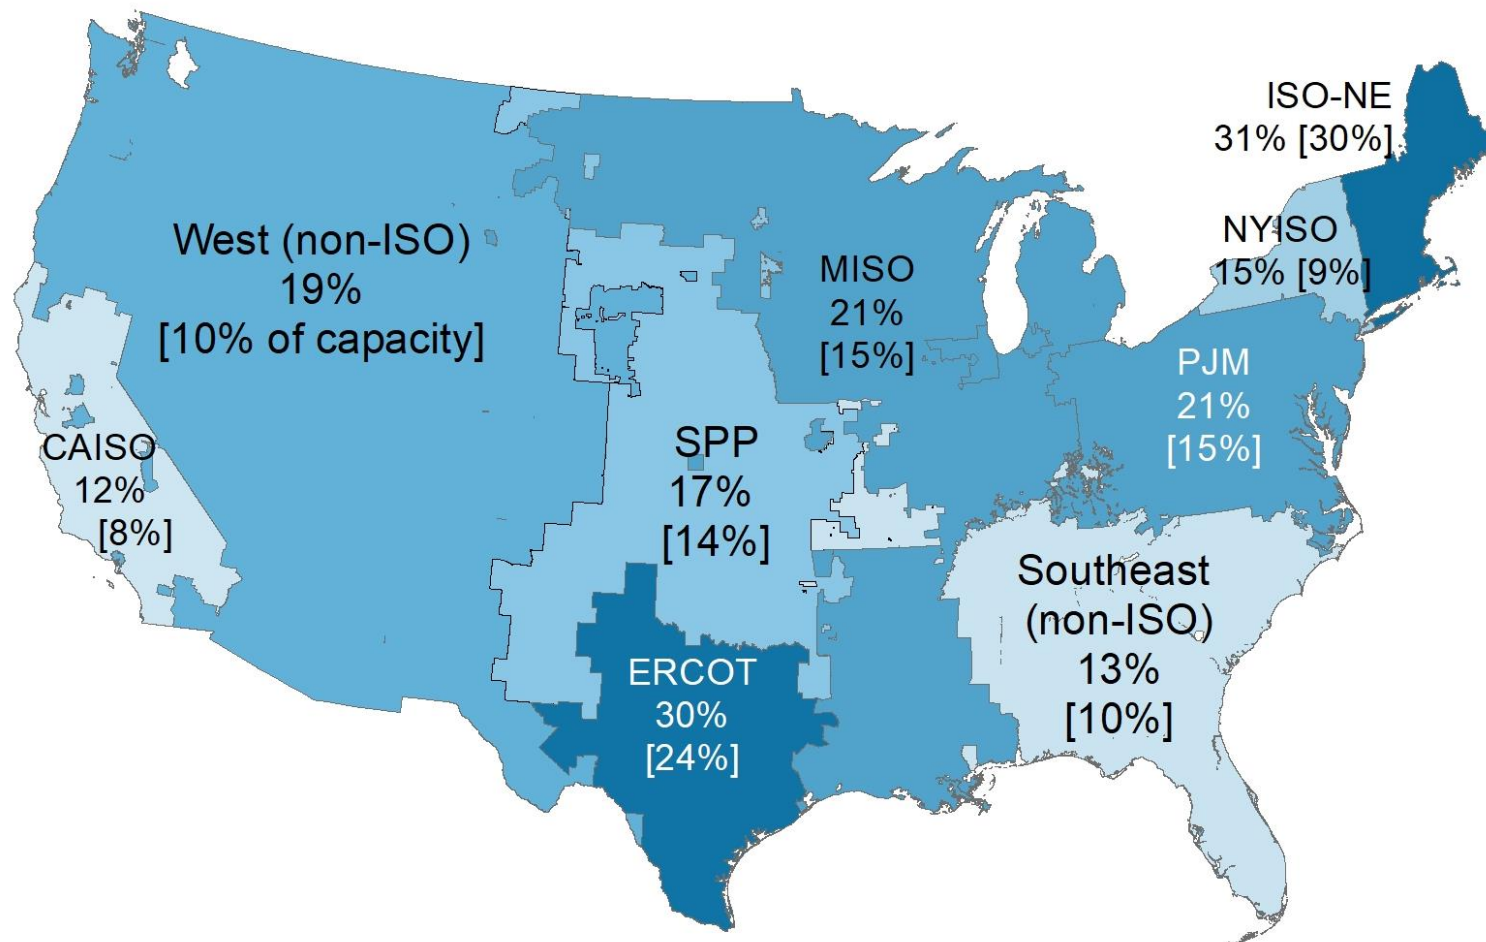 ISO-NE
31% [30%]
West (non-ISO)
19%
[10% of capacity]
NYISO
15% [9%]
MISO
21%
[15%]
PJM
21%
[15%]
CAISO
12%
[8%]
SPP
17%
[14%]
Southeast
(non-ISO)
13%
[10%]
ERCOT
30%
[24%]